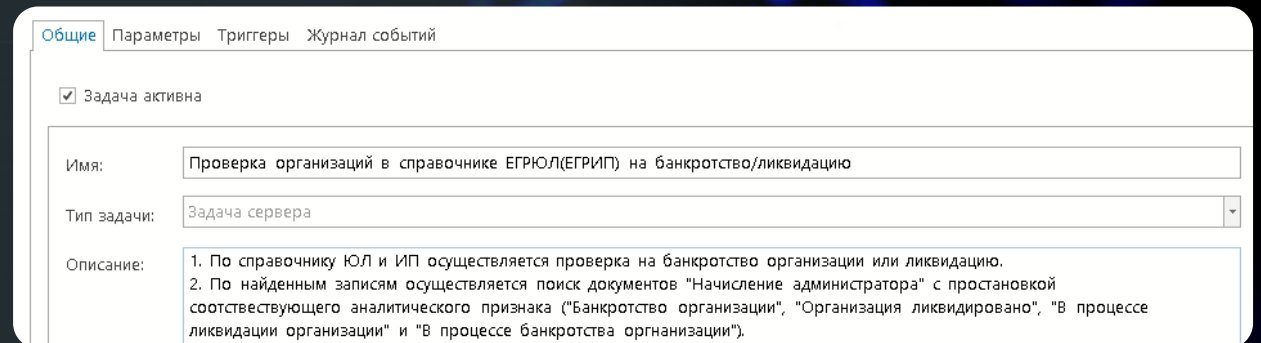 Общие Параметры Триггеры Журнал событий
Задача активна
Имя: Проверка организаций в справочнике ЕГРЮЛ(ЕГРИП) на банкротство/ликвидацию
Тип задачи: Задача сервера
Описание: 1. По справочнику ЮЛ и ИП осуществляется проверка на банкротство организации или ликвидацию.
2. По найденным записям осуществляется поиск документов "Начисление администратора" с простановкой
соотствествующего аналитического признака ("Банкротство организации", "Организация ликвидировано", "В процессе
ликвидации организации" и "В процессе банкротства оргнанизации").